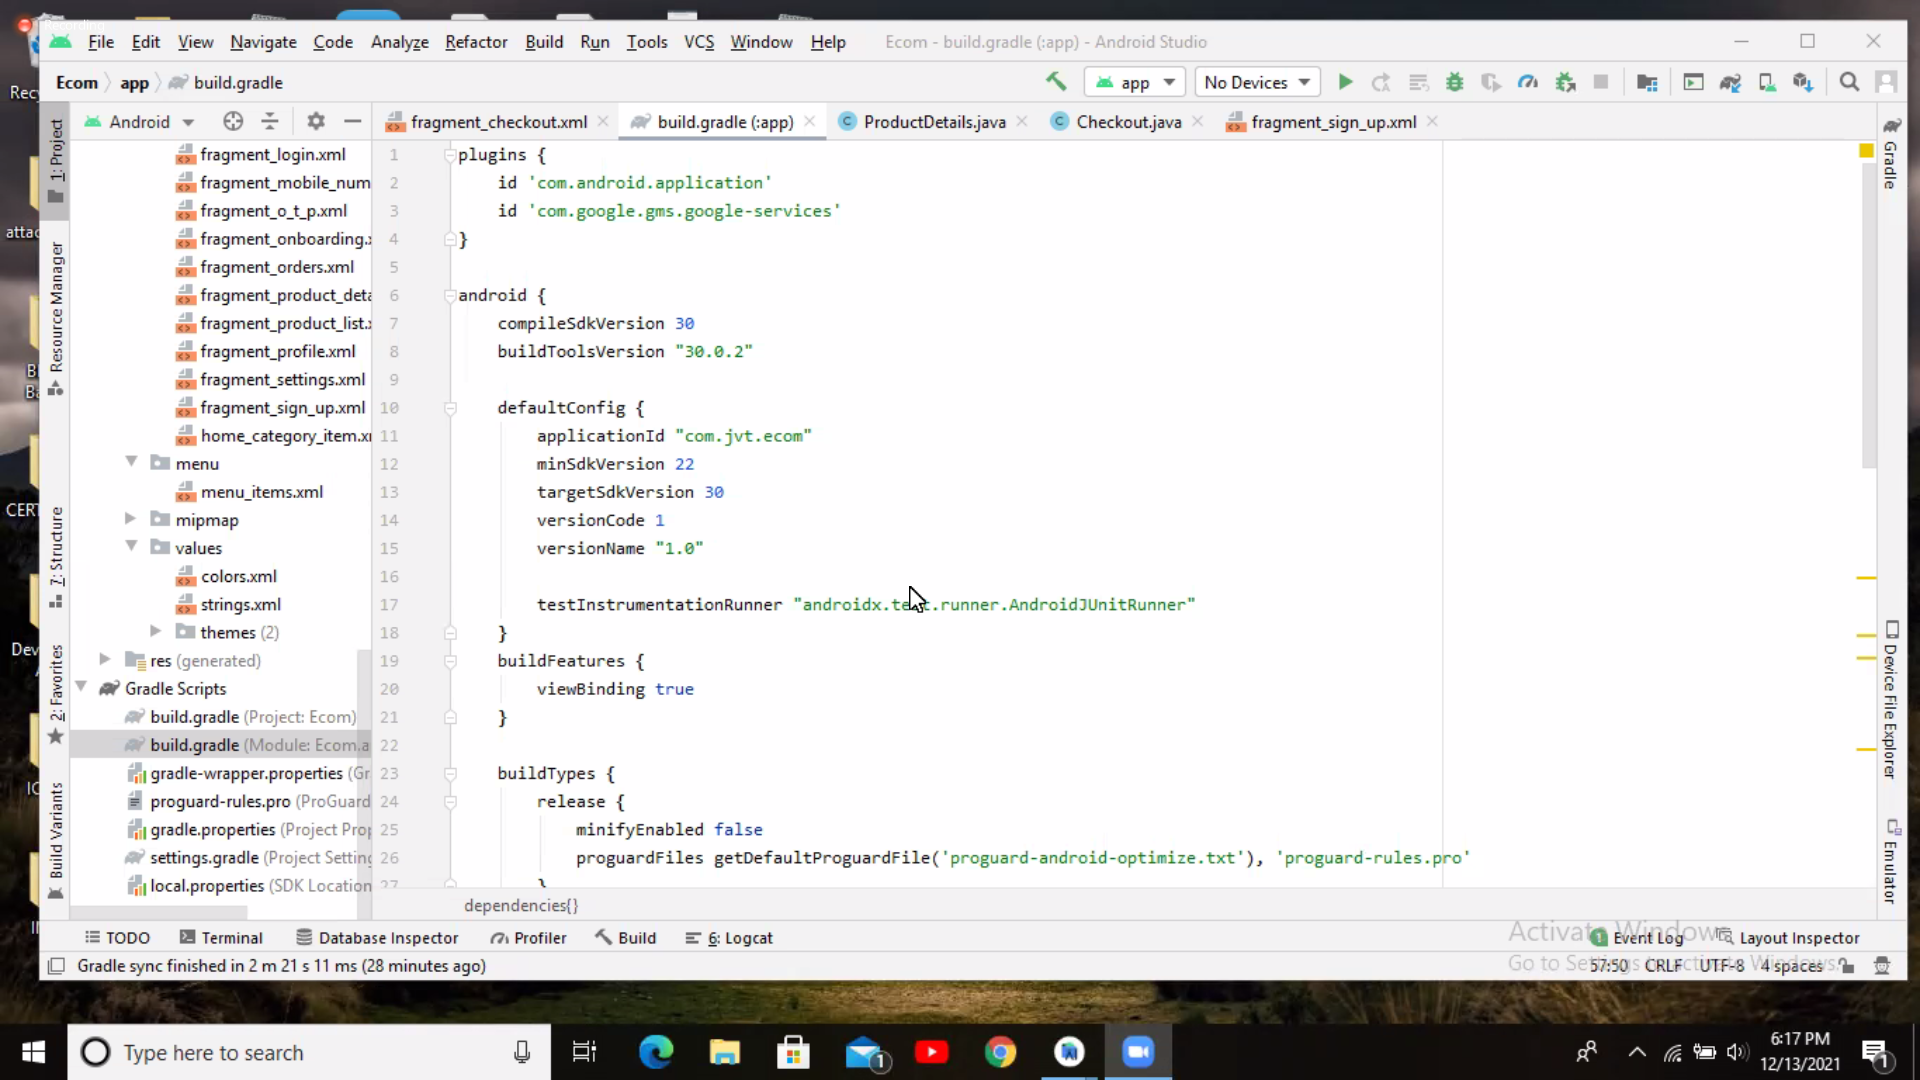 Recording
File Edit View Navigate Code Analyze Refactor Build Run Tools VCS Window Help Ecom - build.gradle (:app) - Android Studio
Ecom app build.gradle app No Devices
Android fragment_checkout.xml build.gradle (:app) ProductDetails.java Checkout.java fragment_sign_up.xml
1: Project
Resource Manager
7: Structure
2: Favorites
Build Variants
fragment_login.xml
fragment_mobile_num
fragment_o_t_p.xml
fragment_onboarding.x
fragment_orders.xml
fragment_product_deta
fragment_product_list.x
fragment_profile.xml
fragment_settings.xml
fragment_sign_up.xml
home_category_item.xm
menu
menu_items.xml
mipmap
values
colors.xml
strings.xml
themes (2)
res (generated)
Gradle Scripts
build.gradle (Project: Ecom)
build.gradle (Module: Ecom.a
gradle-wrapper.properties (Gr
proguard-rules.pro (ProGuard
gradle.properties (Project Prop
settings.gradle (Project Setting
local.properties (SDK Location
1 plugins {
2 id 'com.android.application'
3 id 'com.google.gms.google-services'
4 }
5
6 android {
7 compileSdkVersion 30
8 buildToolsVersion "30.0.2"
9
10 defaultConfig {
11 applicationId "com.jvt.ecom"
12 minSdkVersion 22
13 targetSdkVersion 30
14 versionCode 1
15 versionName "1.0"
16
17 testInstrumentationRunner "androidx.test.runner.AndroidJUnitRunner"
18 }
19 buildFeatures {
20 viewBinding true
21 }
22
23 buildTypes {
24 release {
25 minifyEnabled false
26 proguardFiles getDefaultProguardFile('proguard-android-optimize.txt'), 'proguard-rules.pro'
27 }
dependencies{}
Gradle
Device File Explorer
Emulator
TODO Terminal Database Inspector Profiler Build 6: Logcat 1 Event Log Layout Inspector
Activate Windows
Go to Settings to activate Windows.
Gradle sync finished in 2 m 21 s 11 ms (28 minutes ago) 57:50 CRLF UTF-8 4 spaces
Type here to search
1
6:17 PM
12/13/2021
1
Recy
attac
CERT
Dev